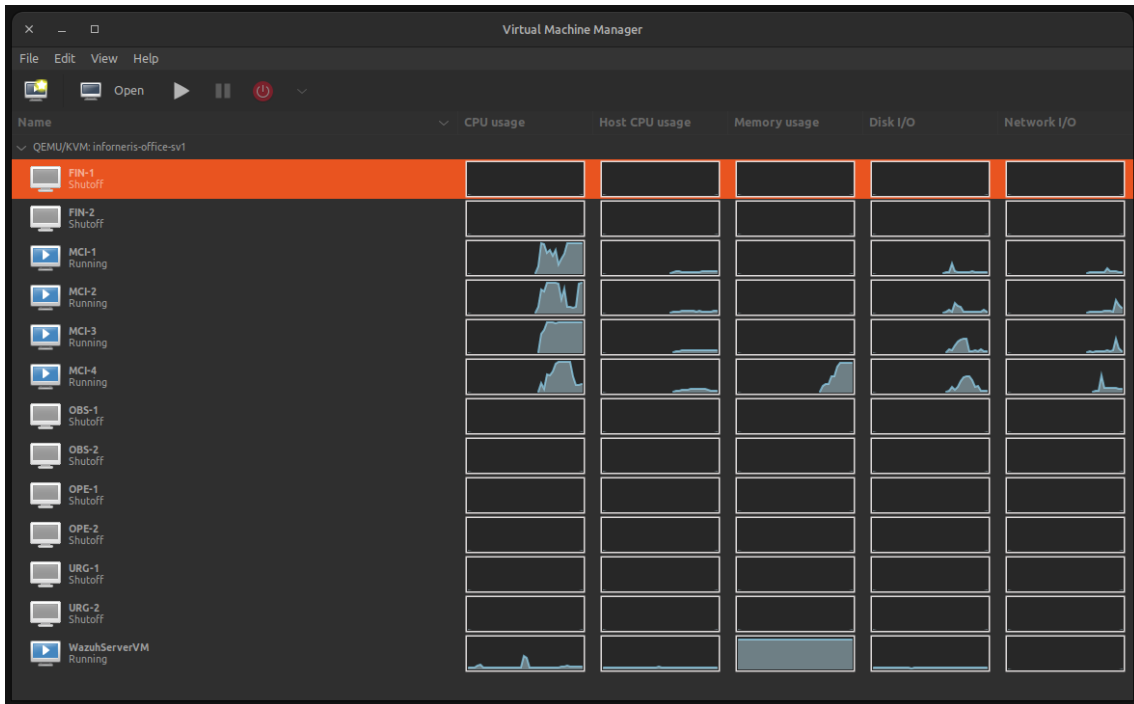 Virtual Machine Manager
File Edit View Help
Open
Name CPU usage Host CPU usage Memory usage Disk I/O Network I/O
QEMU/KVM: inforneris-office-sv1
FIN-1
Shutoff
FIN-2
Shutoff
MCI-1
Running
MCI-2
Running
MCI-3
Running
MCI-4
Running
OBS-1
Shutoff
OBS-2
Shutoff
OPE-1
Shutoff
OPE-2
Shutoff
URG-1
Shutoff
URG-2
Shutoff
WazuhServerVM
Running